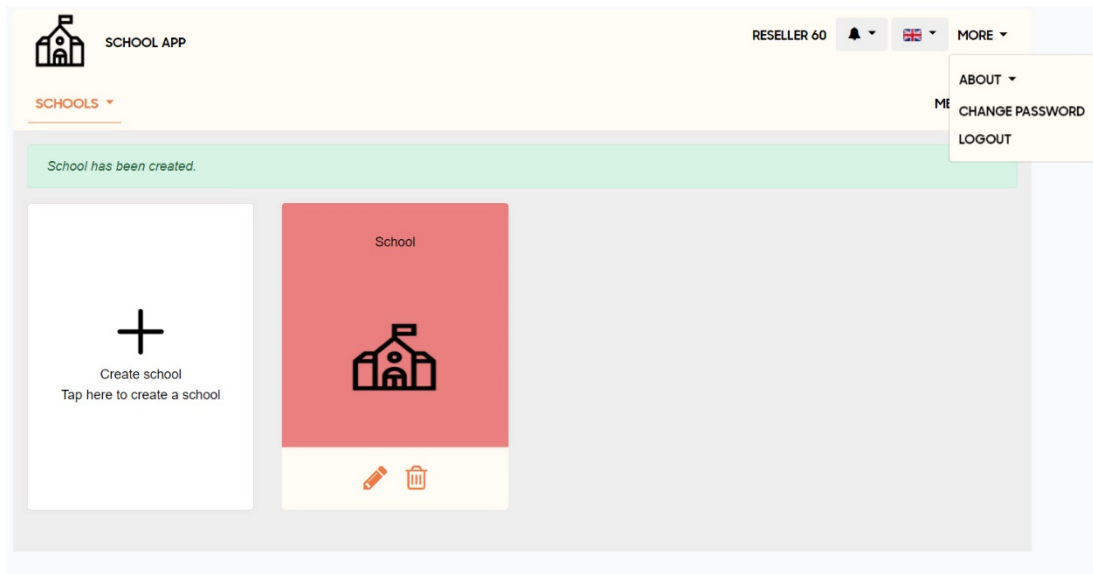 SCHOOL APP
RESELLER 60
MORE
ABOUT
CHANGE PASSWORD
LOGOUT
SCHOOLS
School has been created.
School
Create school
Tap here to create a school